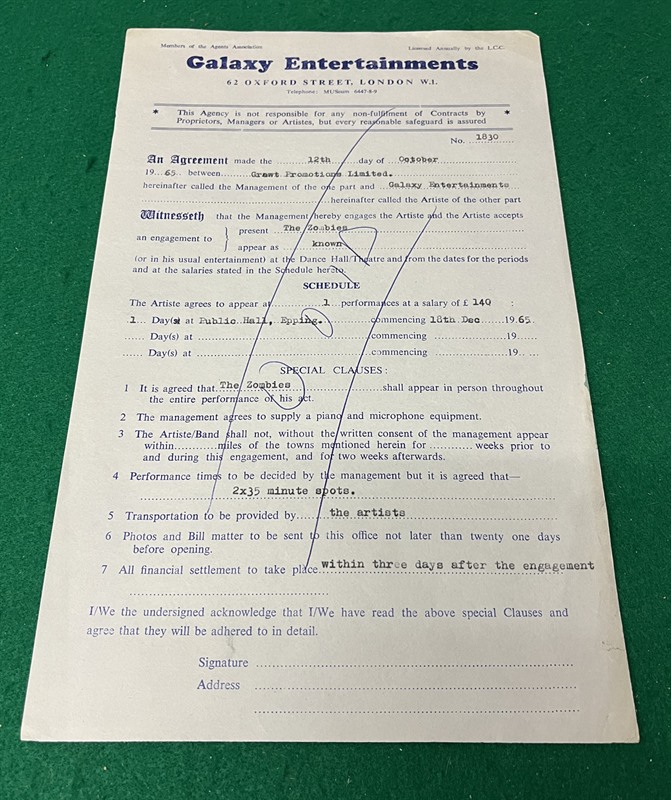 Members of the Agents Association Licensed Annually by the L.C.C.
Galaxy Entertainments
62 OXFORD STREET, LONDON W.1.
Telephone: MUSeum 6447-8-9
* This Agency is not responsible for any non-fulfilment of Contracts by *
Proprietors, Managers or Artistes, but every reasonable safeguard is assured
No. 1830
An Agreement made the 12th day of October
19 65 between Grawt Promotions Limited.
hereinafter called the Management of the one part and Galaxy Entertainments
hereinafter called the Artiste of the other part
Witnesseth that the Management hereby engages the Artiste and the Artiste accepts
an engagement to } present The Zombies
appear as known
(or in his usual entertainment) at the Dance Hall/Theatre and from the dates for the periods
and at the salaries stated in the Schedule hereto.
SCHEDULE
The Artiste agrees to appear at 1 performances at a salary of £ 140 :
1 Day(s) at Public Hall, Epping. commencing 18th Dec 19 65
Day(s) at commencing 19
Day(s) at commencing 19
SPECIAL CLAUSES:
1 It is agreed that The Zombies shall appear in person throughout
the entire performance of his act.
2 The management agrees to supply a piano and microphone equipment.
3 The Artiste/Band shall not, without the written consent of the management appear
within miles of the towns mentioned herein for weeks prior to
and during this engagement, and for two weeks afterwards.
4 Performance times to be decided by the management but it is agreed that—
2x35 minute spots.
5 Transportation to be provided by the artists
6 Photos and Bill matter to be sent to this office not later than twenty one days
before opening.
7 All financial settlement to take place within three days after the engagement
I/We the undersigned acknowledge that I/We have read the above special Clauses and
agree that they will be adhered to in detail.
Signature
Address